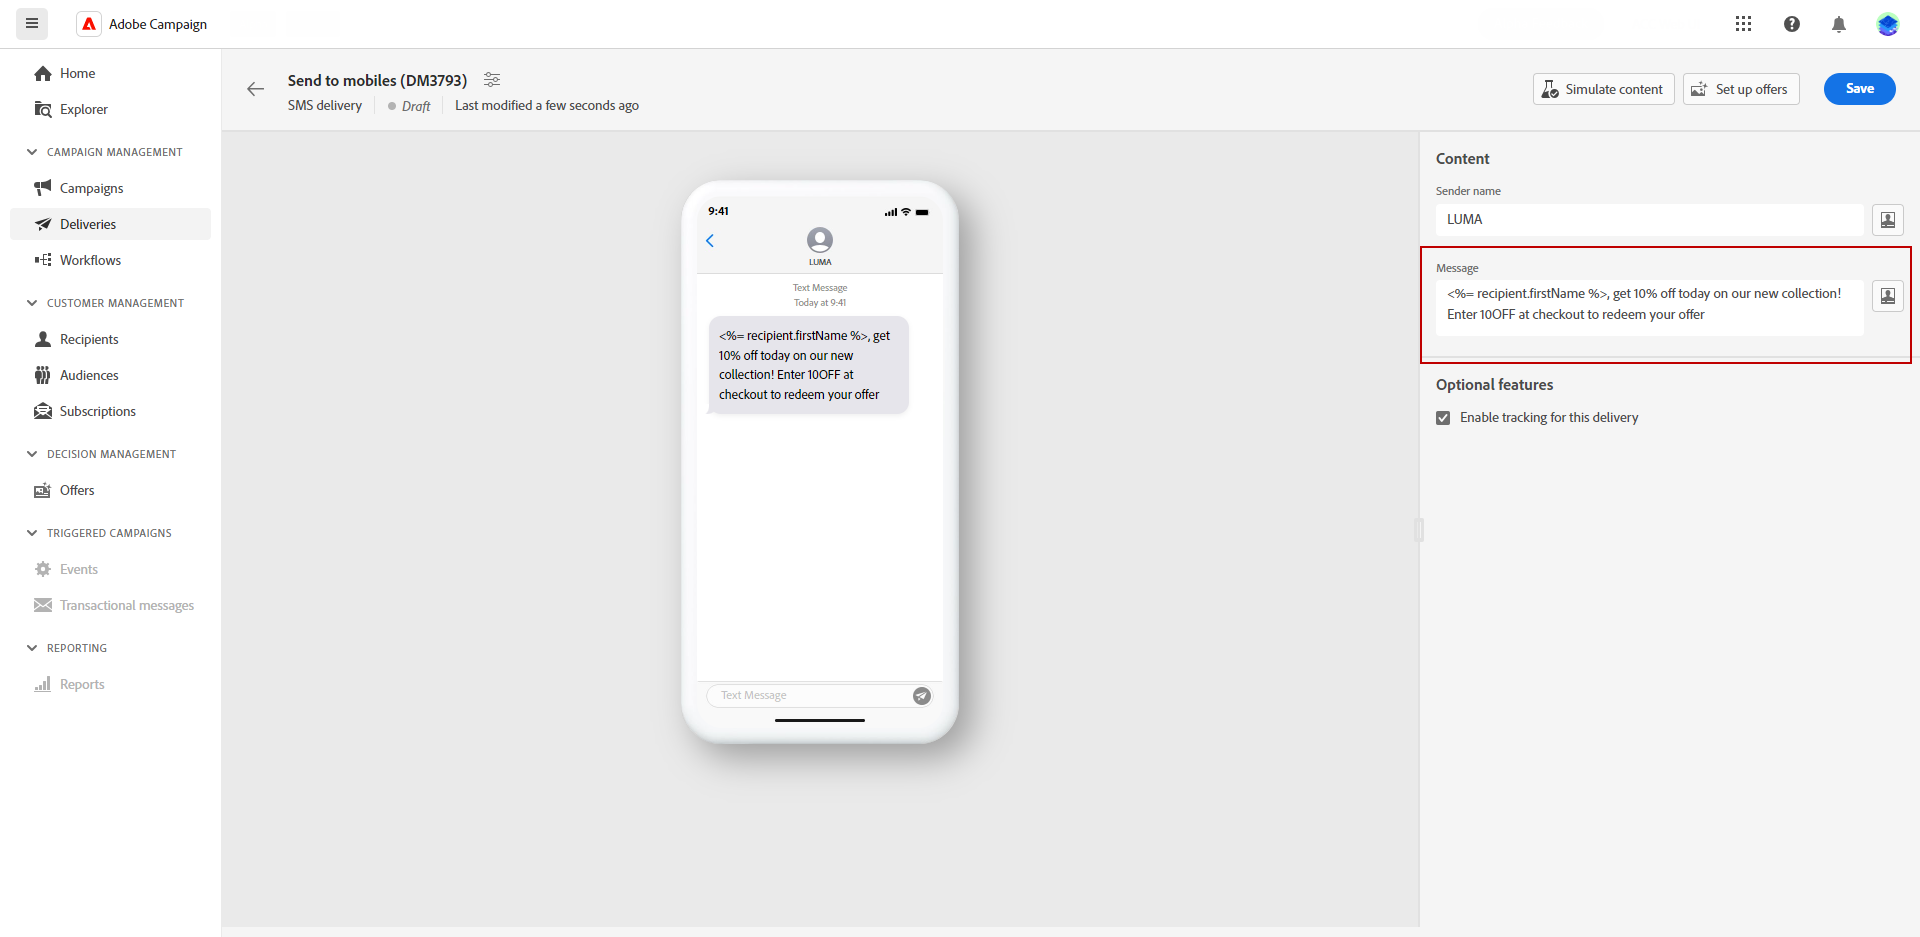 Adobe Campaign
Home
Explorer
CAMPAIGN MANAGEMENT
Campaigns
Deliveries
Workflows
CUSTOMER MANAGEMENT
Recipients
Audiences
Subscriptions
DECISION MANAGEMENT
Offers
TRIGGERED CAMPAIGNS
Events
Transactional messages
REPORTING
Reports
Send to mobiles (DM3793)
SMS delivery
Draft
Last modified a few seconds ago
Simulate content
Set up offers
Save
9:41
LUMA
Text Message
Today at 9:41
<%= recipient.firstName %>, get
10% off today on our new
collection! Enter 10OFF at
checkout to redeem your offer
Text Message
Content
Sender name
LUMA
Message
<%= recipient.firstName %>, get 10% off today on our new collection!
Enter 10OFF at checkout to redeem your offer
Optional features
Enable tracking for this delivery